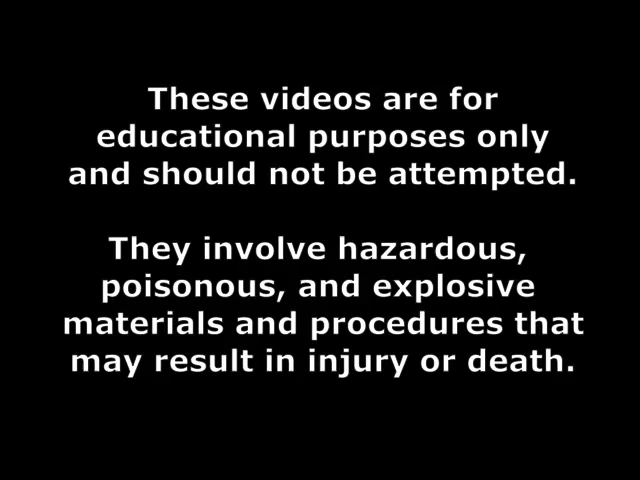 These videos are for
educational purposes only
and should not be attempted.
They involve hazardous,
poisonous, and explosive
materials and procedures that
may result in injury or death.